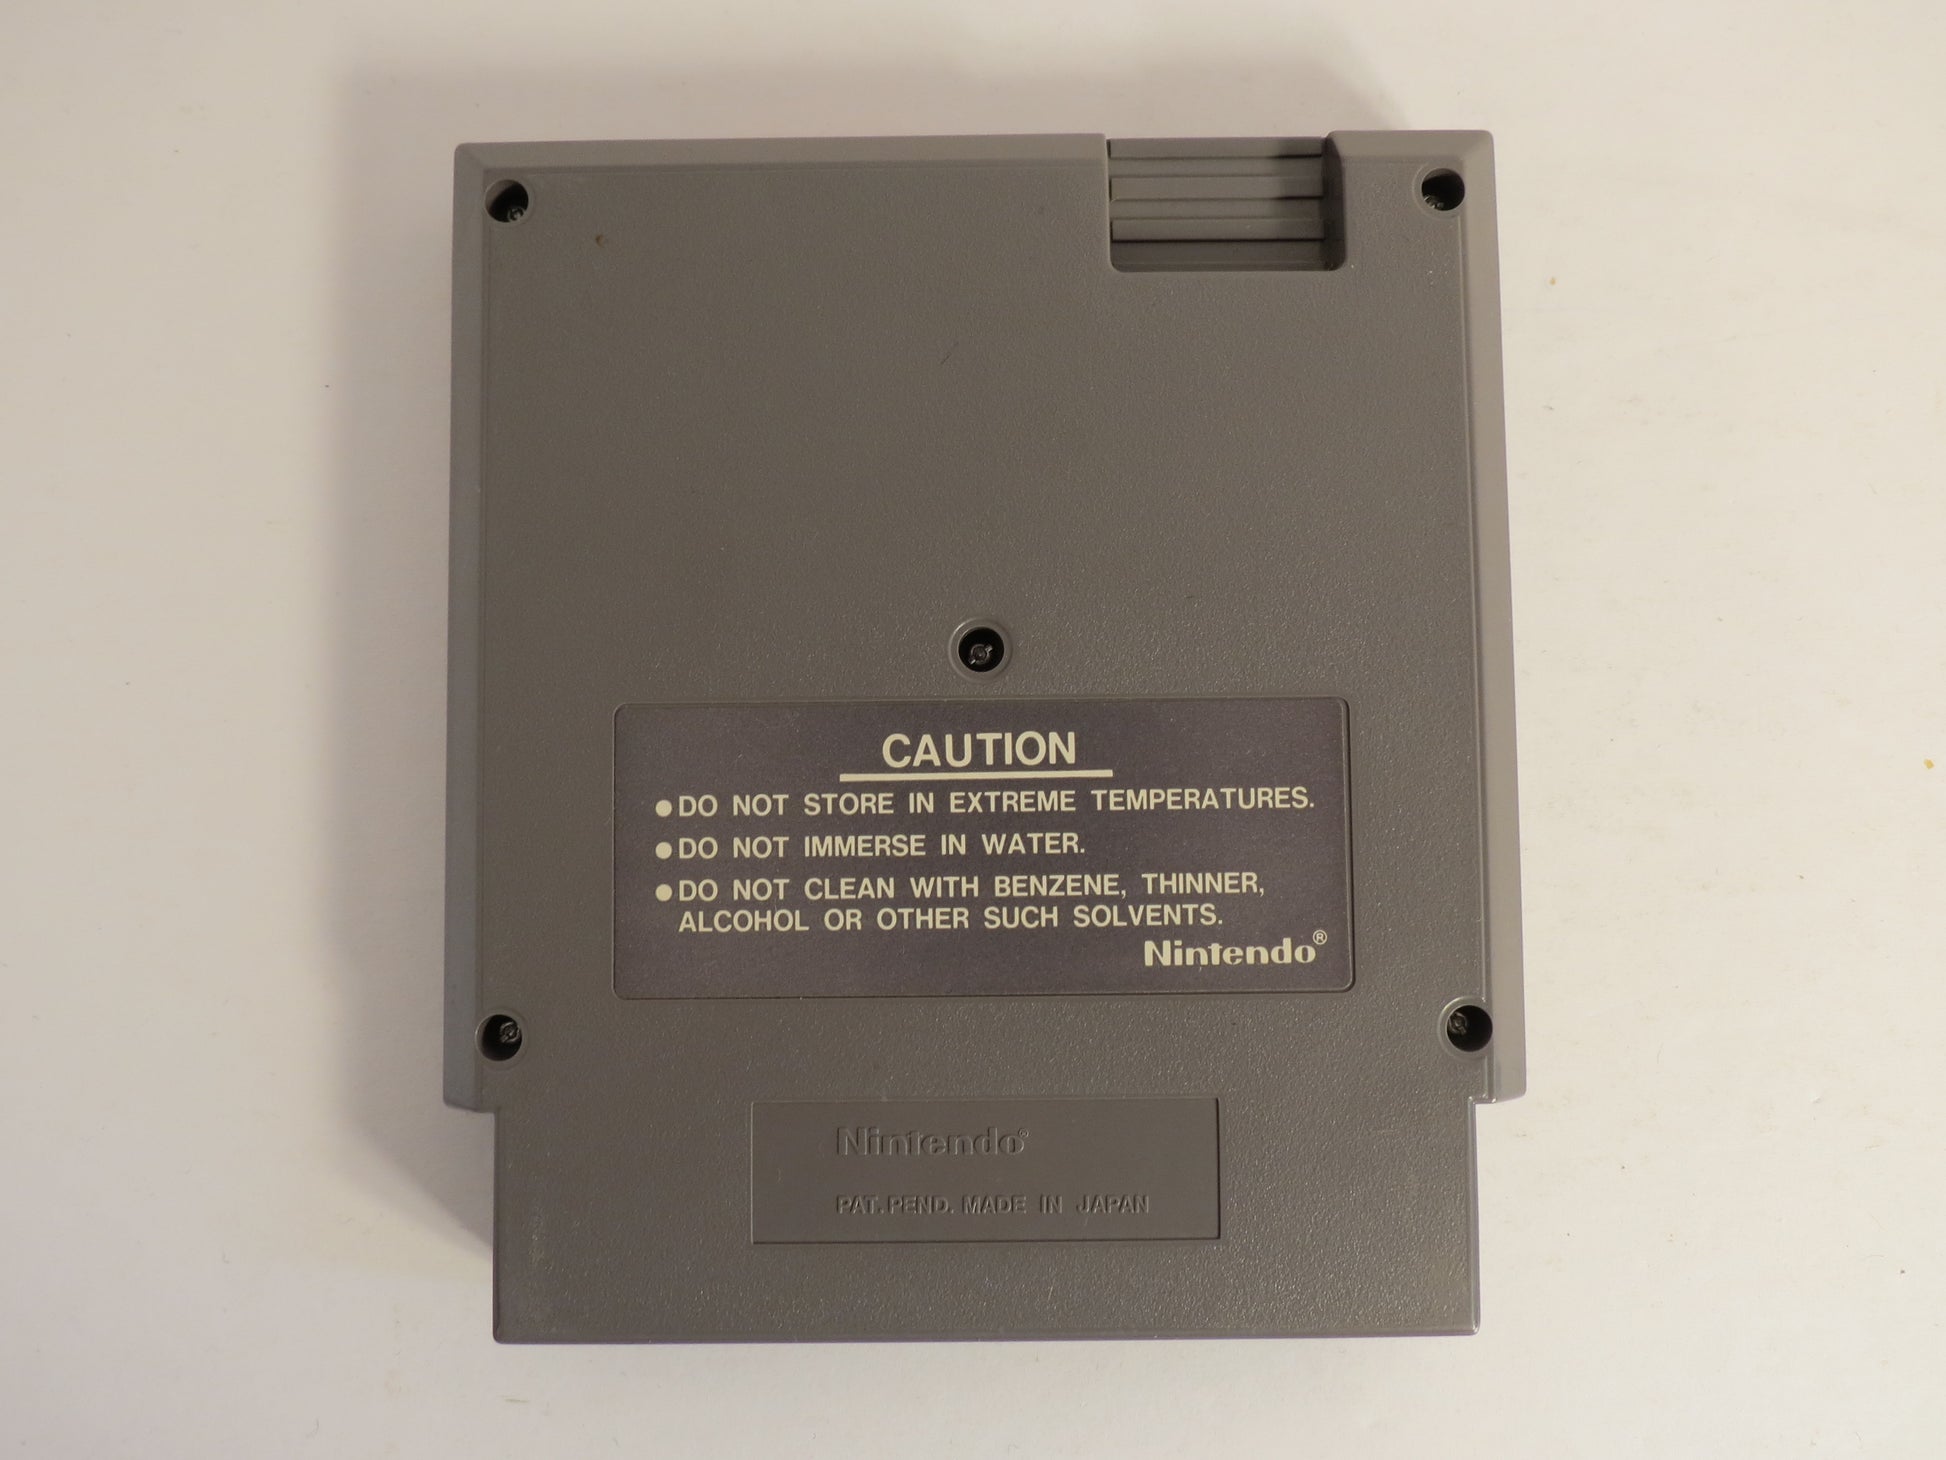 CAUTION
●DO NOT STORE IN EXTREME TEMPERATURES.
●DO NOT IMMERSE IN WATER.
●DO NOT CLEAN WITH BENZENE, THINNER,
ALCOHOL OR OTHER SUCH SOLVENTS.
Nintendo®
Nintendo®
PAT. PEND. MADE IN JAPAN